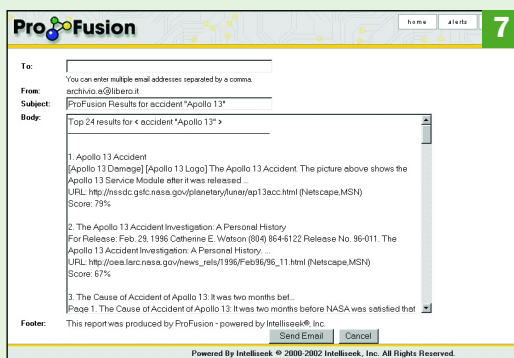 ProFusion
home alerts
7
To:
You can enter multiple email addresses separated by a comma.
From: archivio.a@libero.it
Subject: ProFusion Results for accident "Apollo 13"
Body: Top 24 results for < accident "Apollo 13" >
1. Apollo 13 Accident
[Apollo 13 Damage] [Apollo 13 Logo] The Apollo 13 Accident. The picture above shows the
Apollo 13 Service Module after it was released ...
URL: http://nssdc.gsfc.nasa.gov/planetary/lunar/ap13acc.html (Netscape,MSN)
Score: 79%
2. The Apollo 13 Accident Investigation: A Personal History
For Release: Feb. 29, 1996 Catherine E. Watson (804) 864-6122 Release No. 96-011. The
Apollo 13 Accident Investigation: A Personal History. ...
URL: http://oea.larc.nasa.gov/news_rels/1996/Feb96/96_11.html (Netscape,MSN)
Score: 67%
3. The Cause of Accident of Apollo 13: It was two months bef...
Page 1. The Cause of Accident of Apollo 13: It was two months before NASA was satisfied that
Footer: This report was produced by ProFusion - powered by Intelliseek®, Inc.
Send Email Cancel
Powered By Intelliseek © 2000-2002 Intelliseek, Inc. All Rights Reserved.